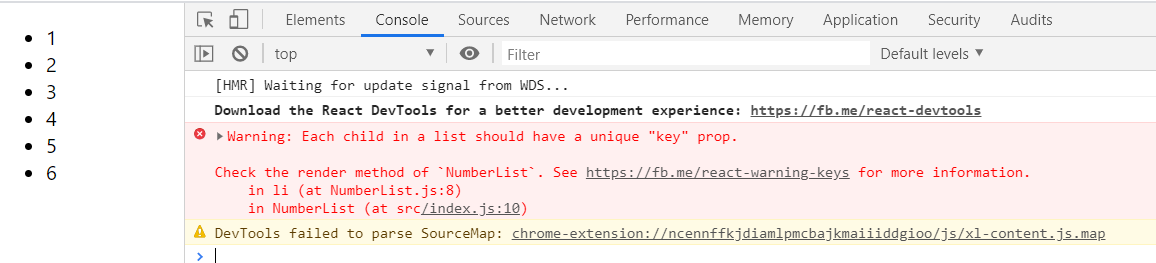 1
2
3
4
5
6
Elements Console Sources Network Performance Memory Application Security Audits
top Filter Default levels
[HMR] Waiting for update signal from WDS...
Download the React DevTools for a better development experience: https://fb.me/react-devtools
Warning: Each child in a list should have a unique "key" prop.
Check the render method of `NumberList`. See https://fb.me/react-warning-keys for more information.
in li (at NumberList.js:8)
in NumberList (at src/index.js:10)
DevTools failed to parse SourceMap: chrome-extension://ncennffkjdiamlpmcbajkmaiiiddgioo/js/xl-content.js.map